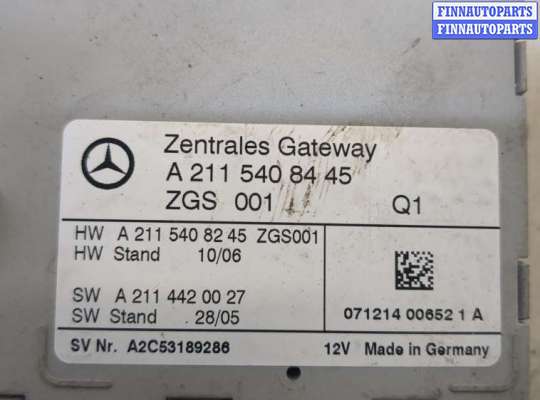 FINNAUTOPARTS
FINNAUTOPARTS
Zentrales Gateway
A 211 540 84 45
ZGS 001 Q1
HW A 211 540 82 45 ZGS001
HW Stand 10/06
SW A 211 442 00 27
SW Stand 28/05
071214 00652 1 A
SV Nr. A2C53189286 12V Made in Germany